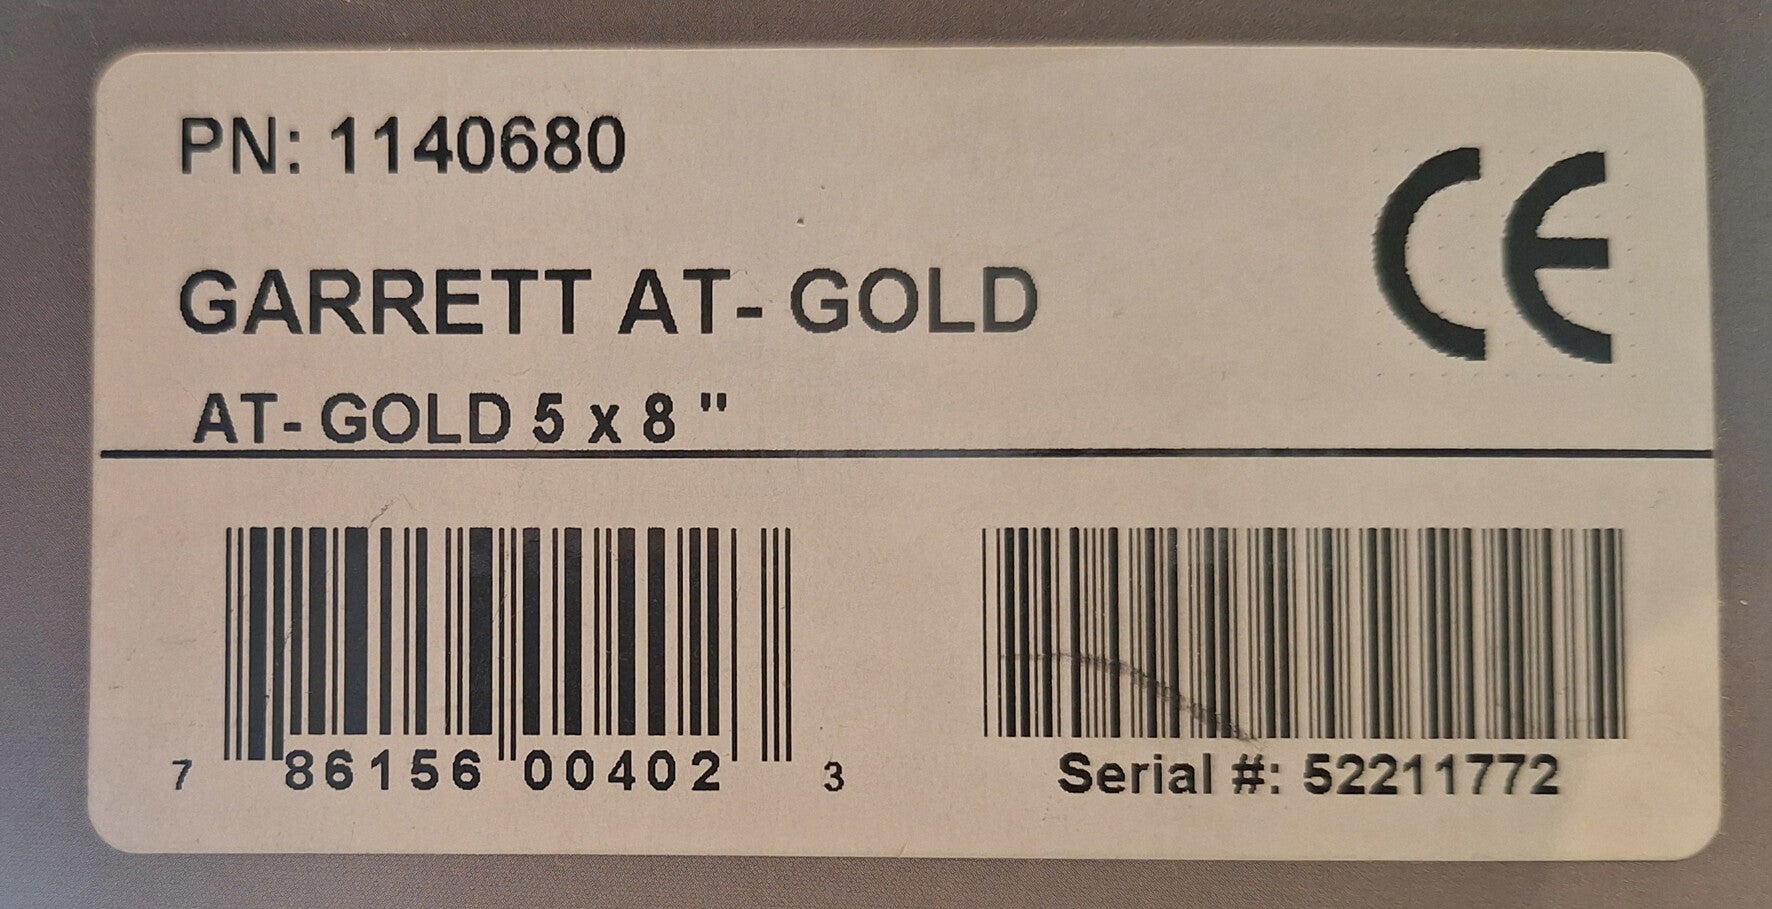 PN: 1140680
CE
GARRETT AT- GOLD
AT- GOLD 5 x 8 "
7 86156 00402 3
Serial #: 52211772